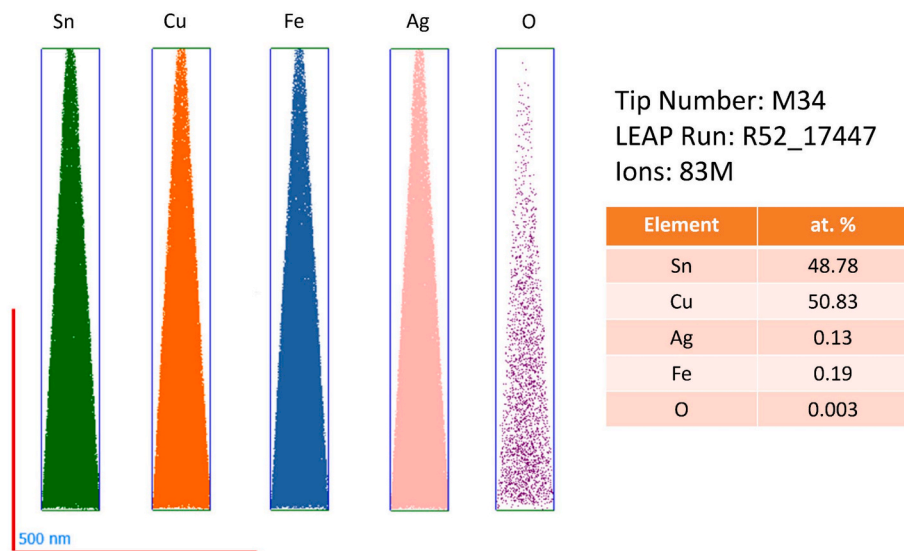 Sn Cu Fe Ag O
Tip Number: M34
LEAP Run: R52_17447
Ions: 83M
Element at. %
Sn 48.78
Cu 50.83
Ag 0.13
Fe 0.19
O 0.003
500 nm